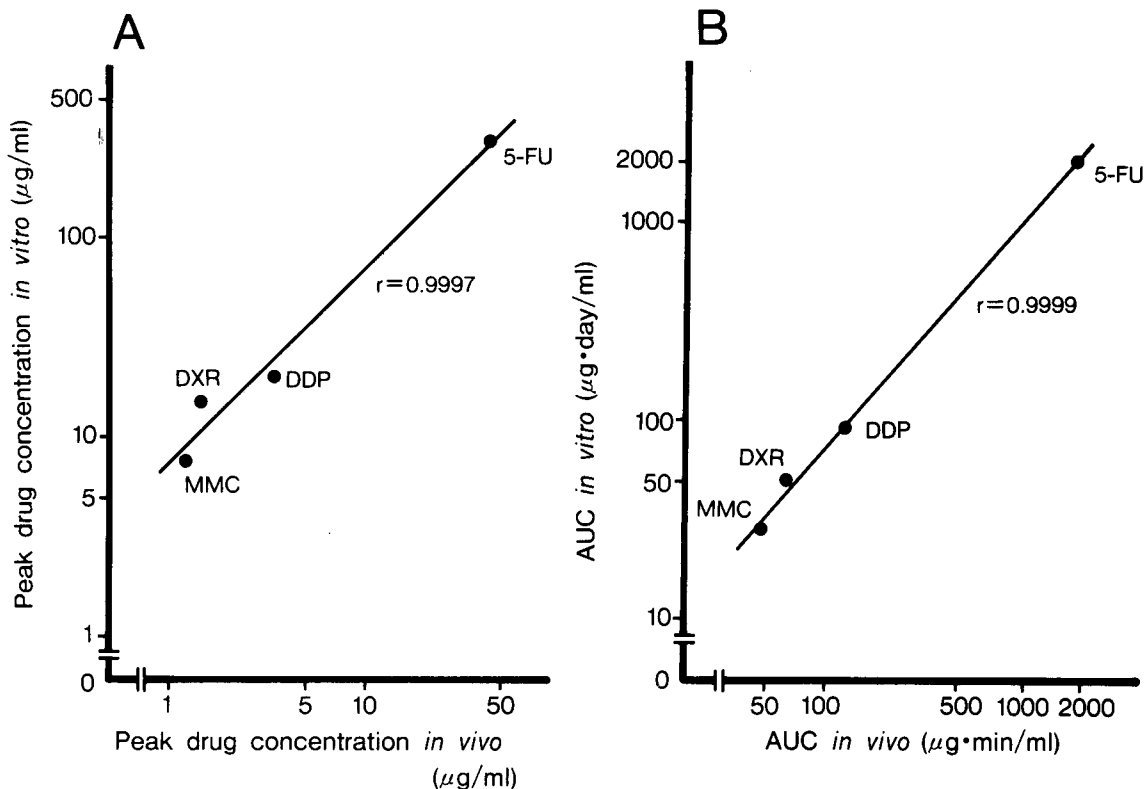 A
500
100
10
5
1
0
Peak drug concentration in vitro (μg/ml)
5-FU
r=0.9997
DXR
DDP
MMC
1
5
10
50
Peak drug concentration in vivo
(μg/ml)
B
2000
1000
100
50
10
0
AUC in vitro (μg•day/ml)
5-FU
r=0.9999
DDP
DXR
MMC
50
100
500
1000
2000
AUC in vivo (μg•min/ml)